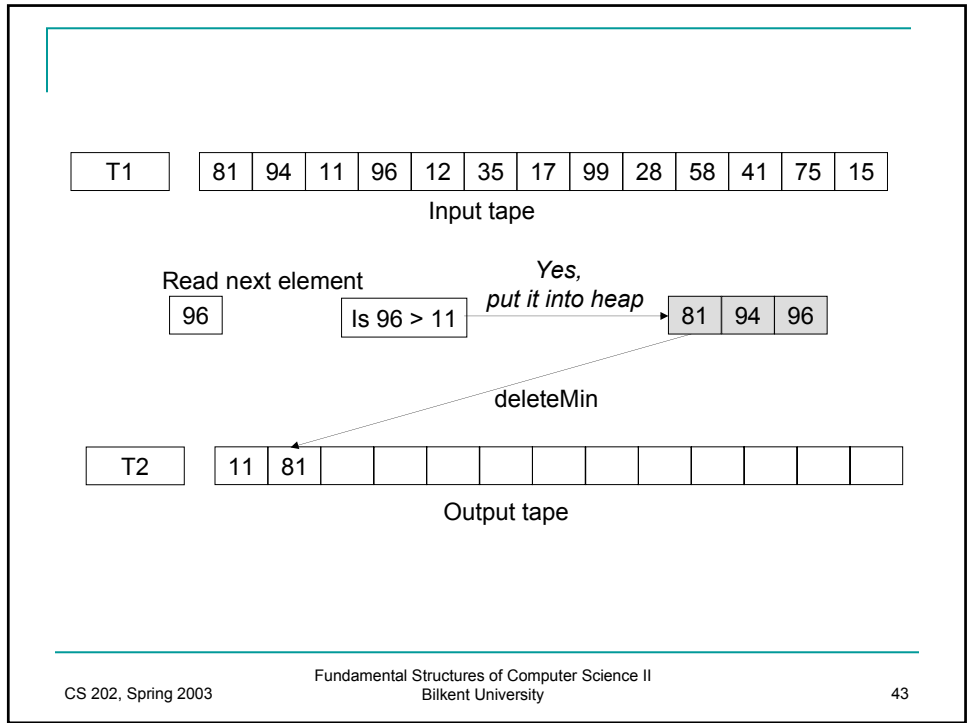 T1 81 94 11 96 12 35 17 99 28 58 41 75 15
Input tape
Read next element
96
Is 96 > 11
Yes,
put it into heap
81 94 96
deleteMin
T2 11 81
Output tape
CS 202, Spring 2003
Fundamental Structures of Computer Science II
Bilkent University
43